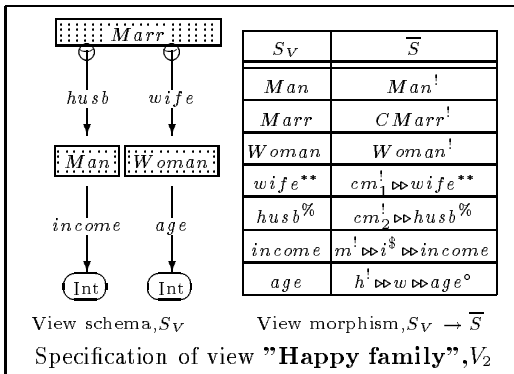 Marr
husb wife
Man Woman
income age
Int Int
View schema, S_V
S_V S̅
Man Man^!
Marr CMarr^!
Woman Woman^!
wife^** cm_1^! ▷▷ wife^**
husb^% cm_2^! ▷▷ husb^%
income m^! ▷▷ i^$ ▷▷ income
age h^! ▷▷ w ▷▷ age°
View morphism, S_V → S̅
Specification of view "Happy family", V_2